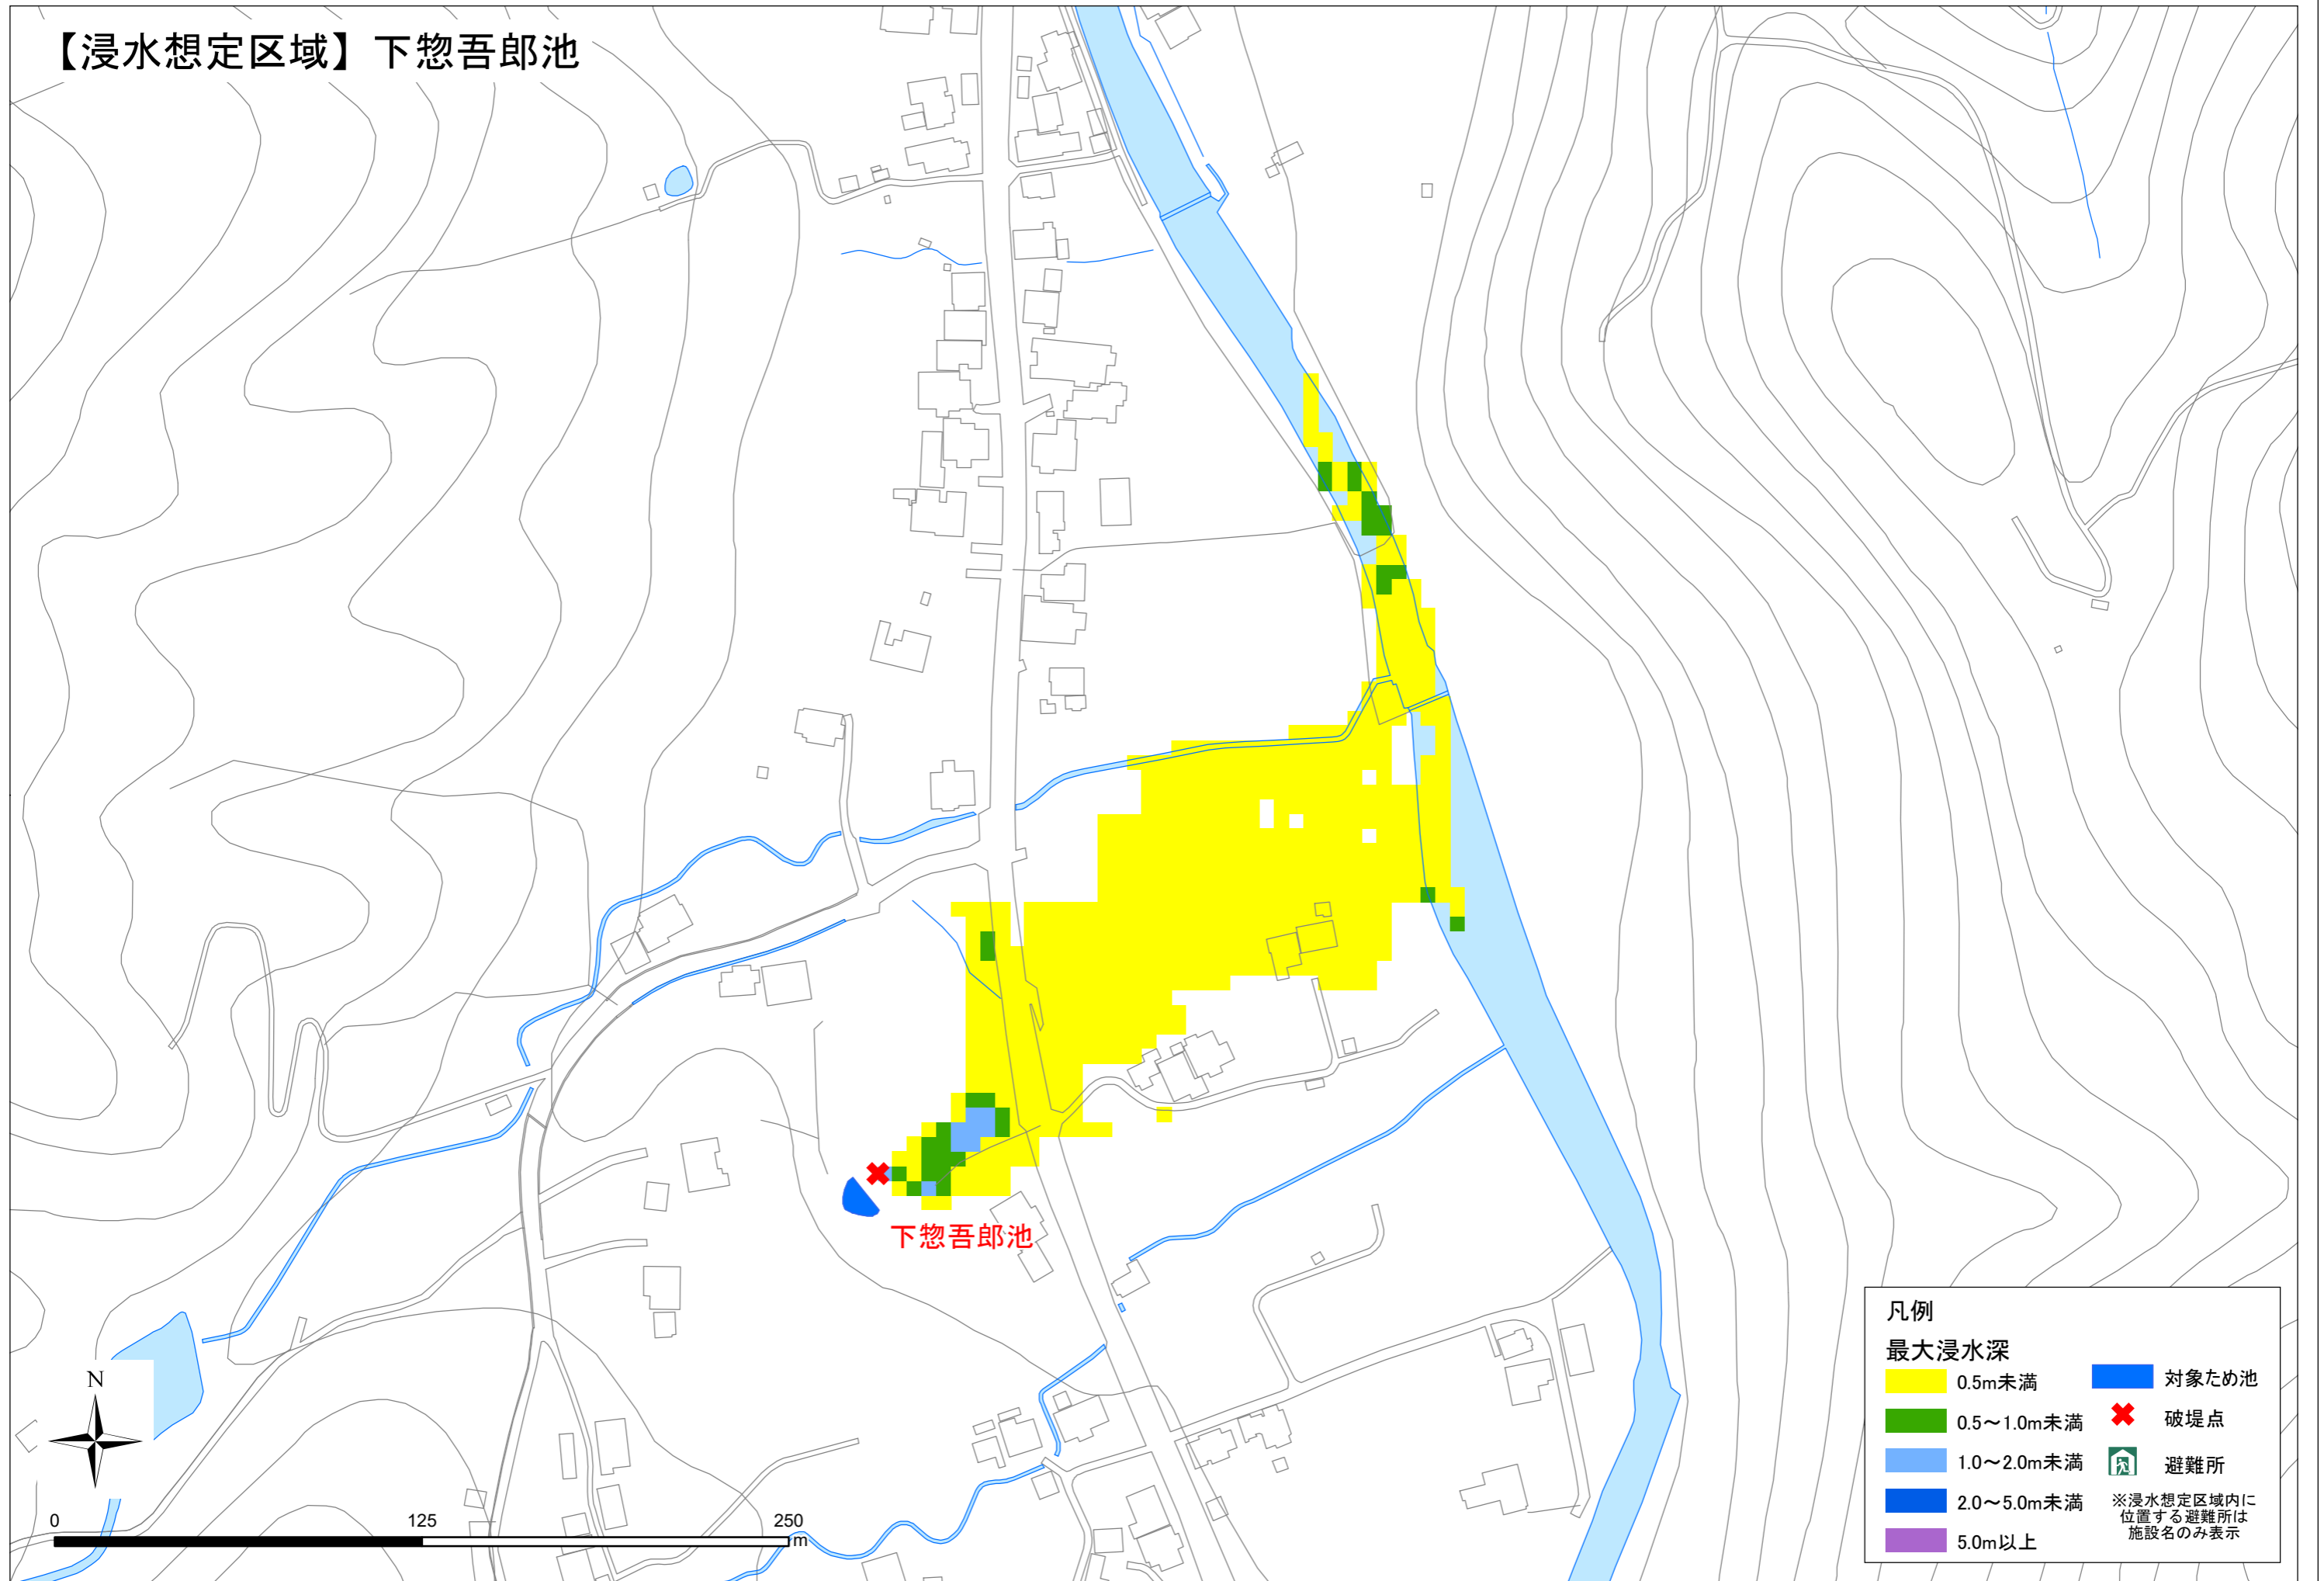 【浸水想定区域】下惣吾郎池
下惣吾郎池
N
0 125 250
m
凡例
最大浸水深
0.5m未満
0.5～1.0m未満
1.0～2.0m未満
2.0～5.0m未満
5.0m以上
対象ため池
破堤点
避難所
※浸水想定区域内に
位置する避難所は
施設名のみ表示